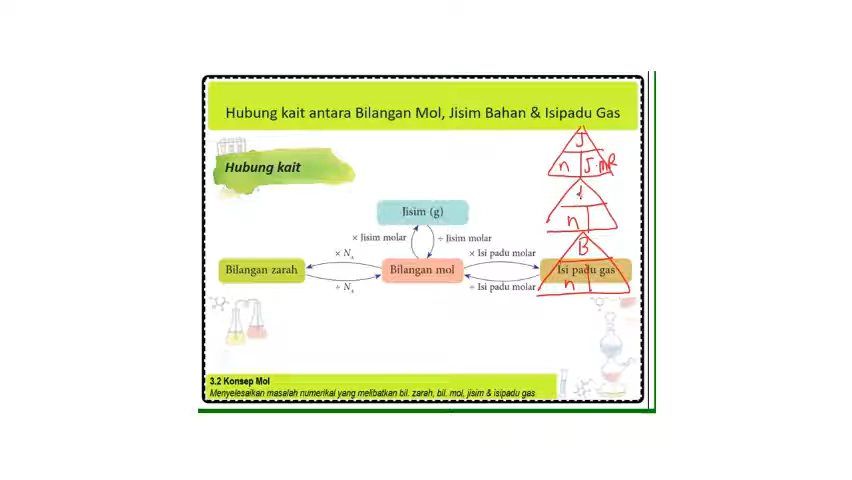 Hubung kait antara Bilangan Mol, Jisim Bahan & Isipadu Gas
Hubung kait
J
n J.mR
n
B
n
Jisim (g)
× Jisim molar ÷ Jisim molar
× Nₐ × Isi padu molar
Bilangan zarah Bilangan mol Isi padu gas
÷ Nₐ ÷ Isi padu molar
3.2 Konsep Mol
Menyelesaikan masalah numerikal yang melibatkan bil. zarah, bil. mol, jisim & isipadu gas